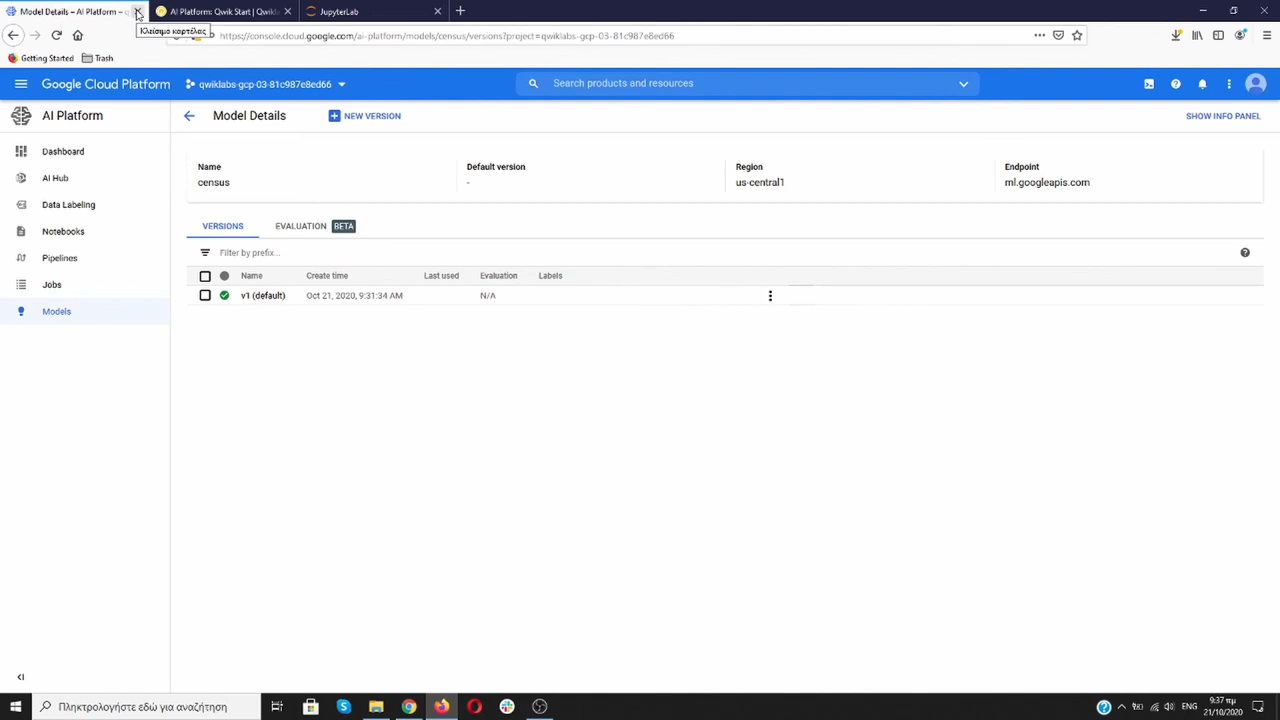 Model Details – AI Platform – q
AI Platform: Qwik Start | Qwikla
JupyterLab
Κλείσιμο καρτέλας
https://console.cloud.google.com/ai-platform/models/census/versions?project=qwiklabs-gcp-03-81c987e8ed66
Getting Started
Trash
Google Cloud Platform
qwiklabs-gcp-03-81c987e8ed66
Search products and resources
AI Platform
Model Details
NEW VERSION
SHOW INFO PANEL
Dashboard
AI Hub
Data Labeling
Notebooks
Pipelines
Jobs
Models
Name
Default version
Region
Endpoint
census
-
us-central1
ml.googleapis.com
VERSIONS
EVALUATION BETA
Filter by prefix...
Name Create time Last used Evaluation Labels
v1 (default) Oct 21, 2020, 9:31:34 AM N/A
Πληκτρολογήστε εδώ για αναζήτηση
ENG
9:37 πμ
21/10/2020